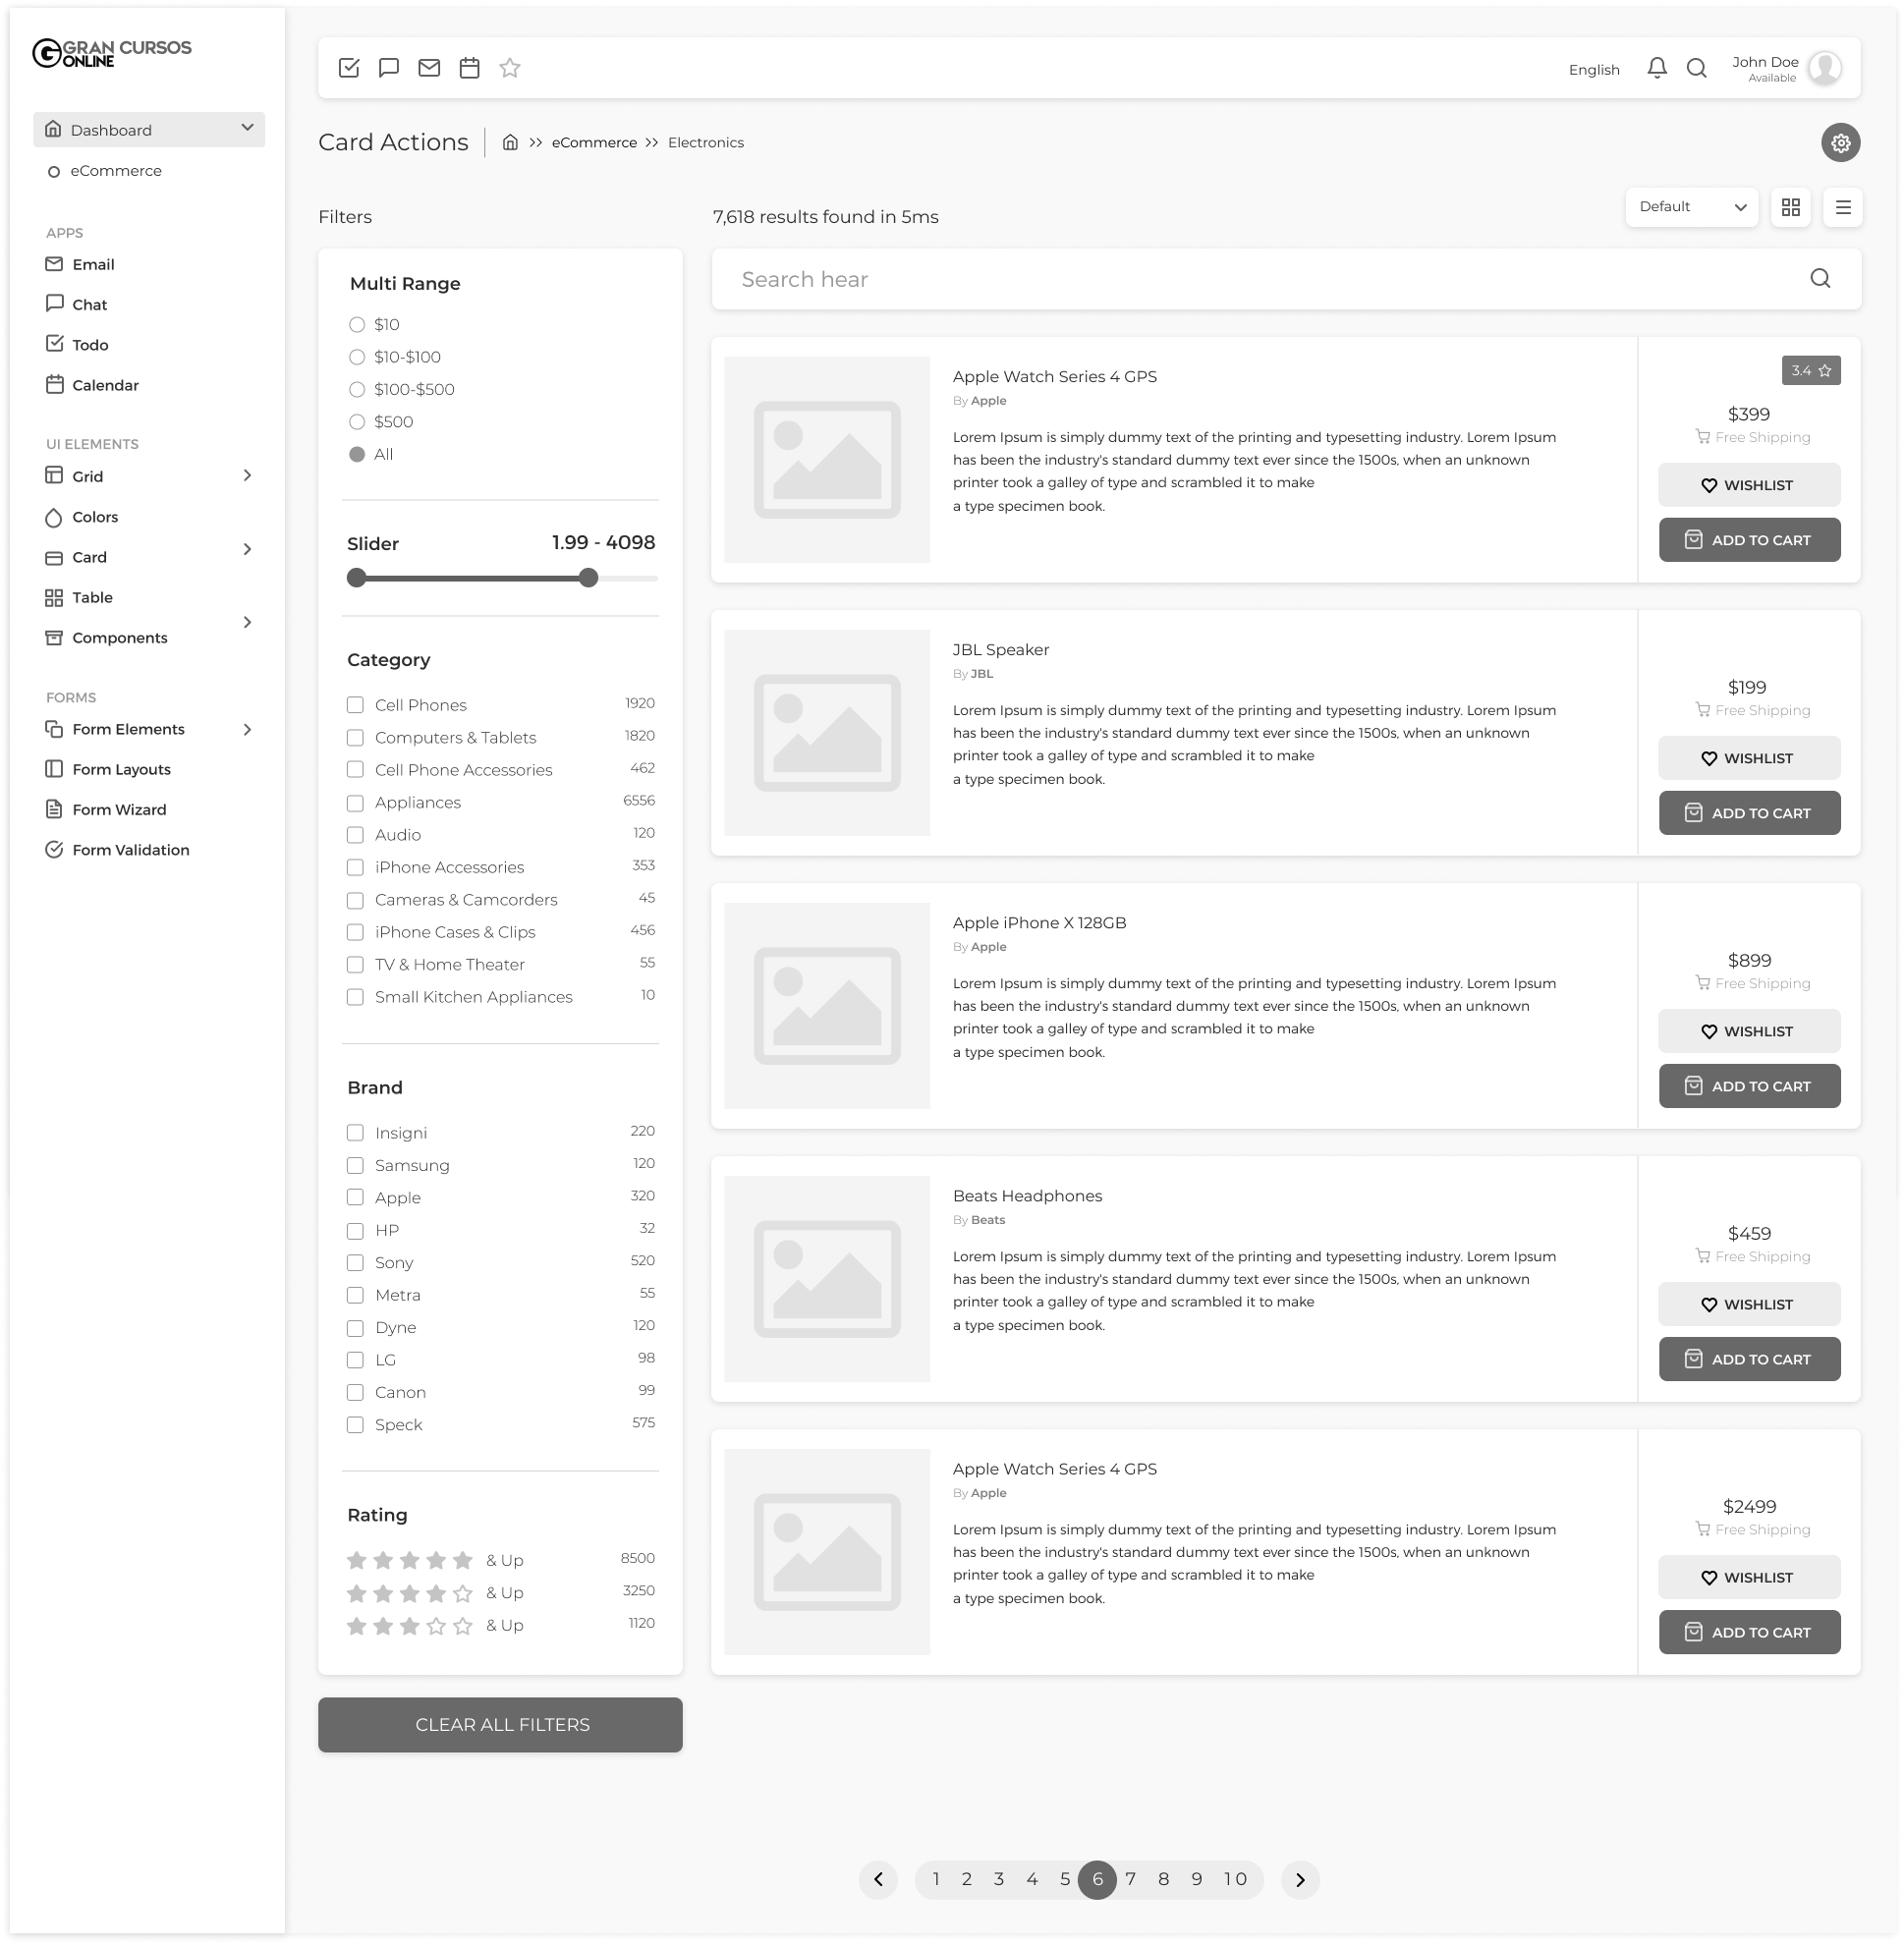 GRAN CURSOS
ONLINE
Dashboard
eCommerce
APPS
Email
Chat
Todo
Calendar
UI ELEMENTS
Grid
Colors
Card
Table
Components
FORMS
Form Elements
Form Layouts
Form Wizard
Form Validation
English
John Doe
Available
Card Actions
eCommerce
Electronics
Filters
7,618 results found in 5ms
Default
Multi Range
$10
$10-$100
$100-$500
$500
All
Slider 1.99 - 4098
Category
Cell Phones 1920
Computers & Tablets 1820
Cell Phone Accessories 462
Appliances 6556
Audio 120
iPhone Accessories 353
Cameras & Camcorders 45
iPhone Cases & Clips 456
TV & Home Theater 55
Small Kitchen Appliances 10
Brand
Insigni 220
Samsung 120
Apple 320
HP 32
Sony 520
Metra 55
Dyne 120
LG 98
Canon 99
Speck 575
Rating
& Up 8500
& Up 3250
& Up 1120
CLEAR ALL FILTERS
Search hear
Apple Watch Series 4 GPS
By Apple
Lorem Ipsum is simply dummy text of the printing and typesetting industry. Lorem Ipsum
has been the industry's standard dummy text ever since the 1500s, when an unknown
printer took a galley of type and scrambled it to make
a type specimen book.
3.4
$399
Free Shipping
WISHLIST
ADD TO CART
JBL Speaker
By JBL
Lorem Ipsum is simply dummy text of the printing and typesetting industry. Lorem Ipsum
has been the industry's standard dummy text ever since the 1500s, when an unknown
printer took a galley of type and scrambled it to make
a type specimen book.
$199
Free Shipping
WISHLIST
ADD TO CART
Apple iPhone X 128GB
By Apple
Lorem Ipsum is simply dummy text of the printing and typesetting industry. Lorem Ipsum
has been the industry's standard dummy text ever since the 1500s, when an unknown
printer took a galley of type and scrambled it to make
a type specimen book.
$899
Free Shipping
WISHLIST
ADD TO CART
Beats Headphones
By Beats
Lorem Ipsum is simply dummy text of the printing and typesetting industry. Lorem Ipsum
has been the industry's standard dummy text ever since the 1500s, when an unknown
printer took a galley of type and scrambled it to make
a type specimen book.
$459
Free Shipping
WISHLIST
ADD TO CART
Apple Watch Series 4 GPS
By Apple
Lorem Ipsum is simply dummy text of the printing and typesetting industry. Lorem Ipsum
has been the industry's standard dummy text ever since the 1500s, when an unknown
printer took a galley of type and scrambled it to make
a type specimen book.
$2499
Free Shipping
WISHLIST
ADD TO CART
1 2 3 4 5 6 7 8 9 10